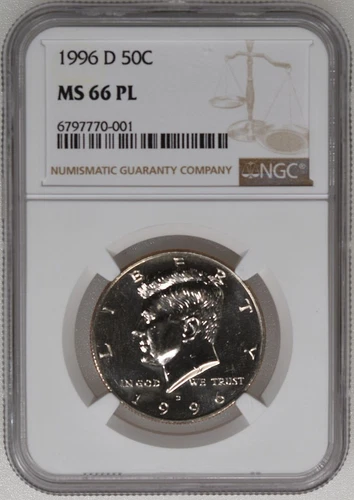 1996 D 50C
MS 66 PL
6797770-001
NUMISMATIC GUARANTY COMPANY
NGC®
LIBERTY
IN GOD WE TRUST
D
1996